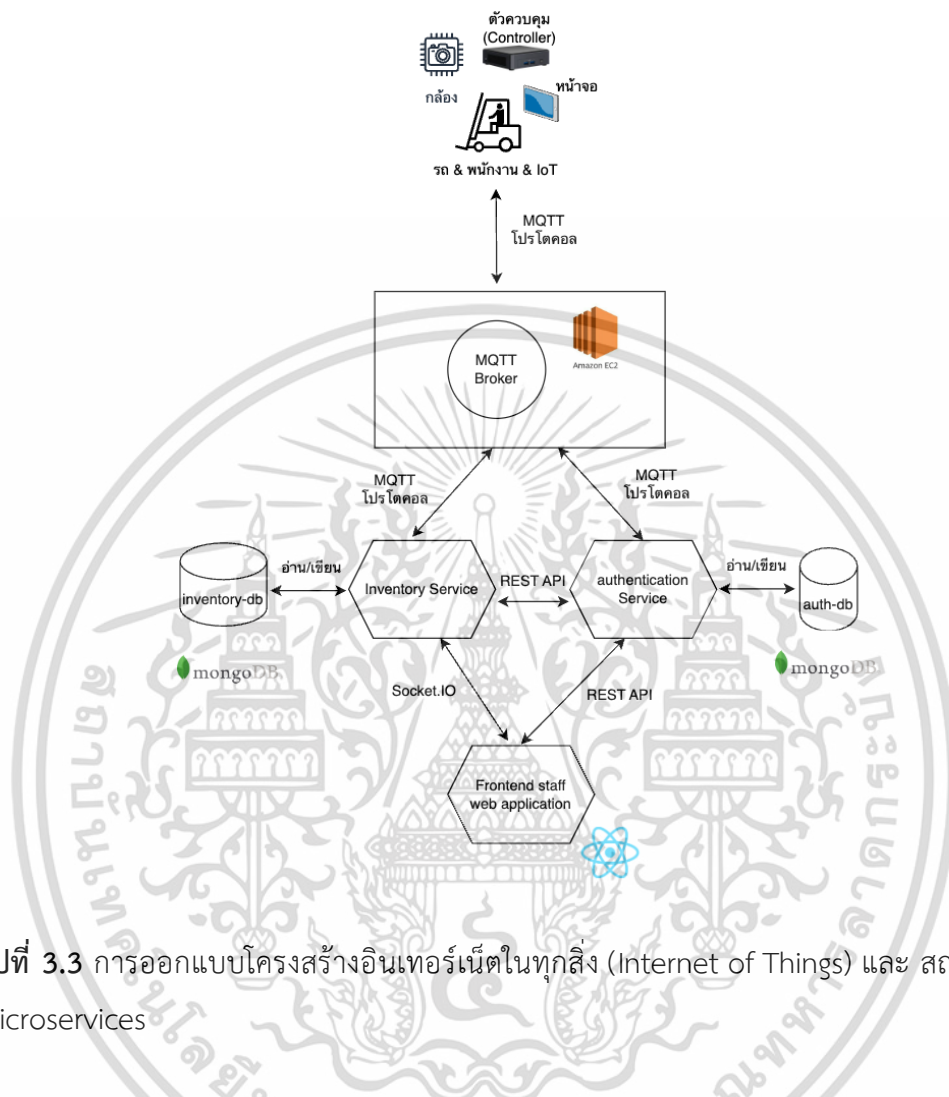 ตัวควบคุม
(Controller)
กล้อง
หน้าจอ
รถ & พนักงาน & IoT
MQTT
โปรโตคอล
MQTT
Broker
Amazon EC2
MQTT
โปรโตคอล
MQTT
โปรโตคอล
inventory-db
อ่าน/เขียน
Inventory Service
REST API
authentication
Service
อ่าน/เขียน
auth-db
mongoDB
mongoDB
Socket.IO
REST API
Frontend staff
web application
ปที่ 3.3 การออกแบบโครงสร้างอินเทอร์เน็ตในทุกสิ่ง (Internet of Things) และ สถ
icroservices